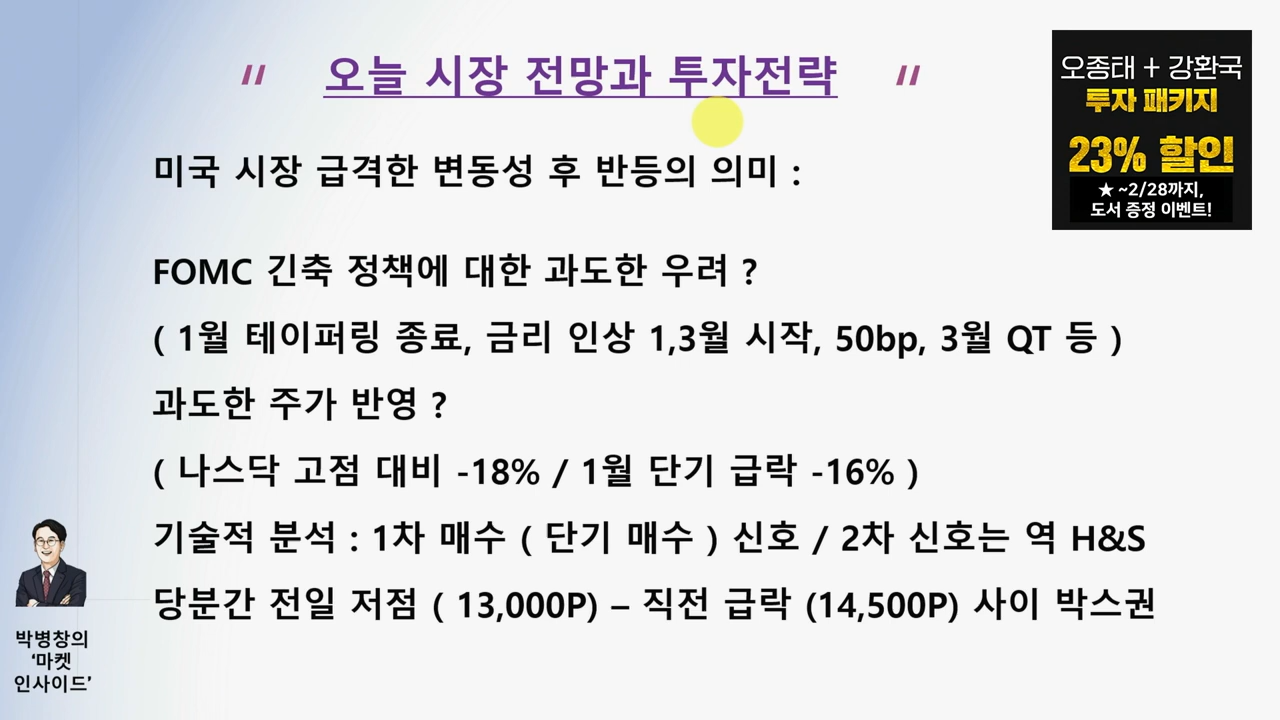 " 오늘 시장 전망과 투자전략 "
미국 시장 급격한 변동성 후 반등의 의미 :
FOMC 긴축 정책에 대한 과도한 우려 ?
( 1월 테이퍼링 종료, 금리 인상 1,3월 시작, 50bp, 3월 QT 등 )
과도한 주가 반영 ?
( 나스닥 고점 대비 -18% / 1월 단기 급락 -16% )
기술적 분석 : 1차 매수 ( 단기 매수 ) 신호 / 2차 신호는 역 H&S
당분간 전일 저점 ( 13,000P) – 직전 급락 (14,500P) 사이 박스권
오종태 + 강환국
투자 패키지
23% 할인
★ ~2/28까지,
도서 증정 이벤트!
박병창의
‘마켓
인사이드’